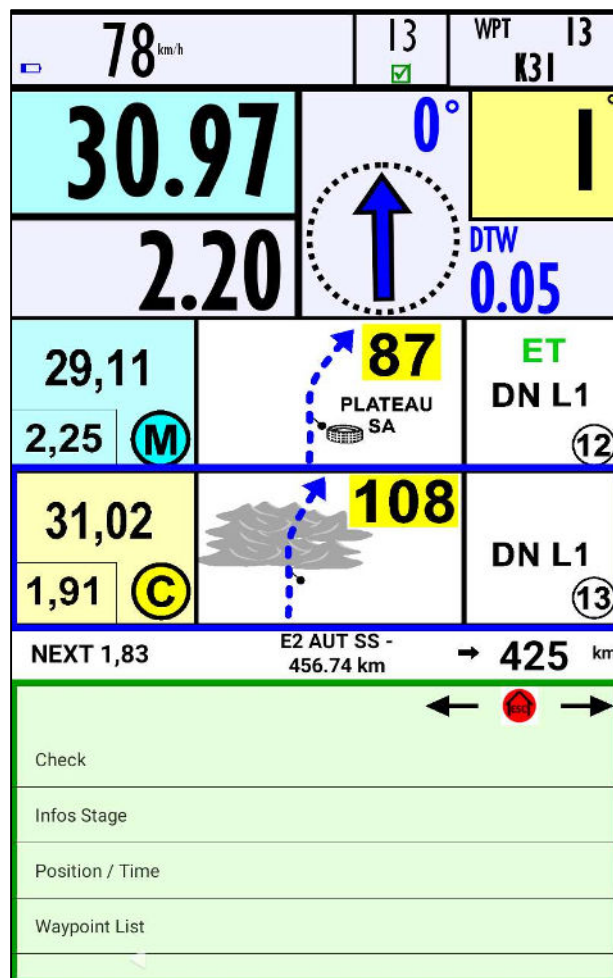 78 km/h
13
WPT 13
K31
30.97
0°
1°
2.20
DTW
0.05
29,11
87
ET
PLATEAU
DN L1
SA
2,25 M
12
31,02
108
DN L1
1,91 C
13
NEXT 1,83
E2 AUT SS -
456.74 km
425 km
ESC
Check
Infos Stage
Position / Time
Waypoint List